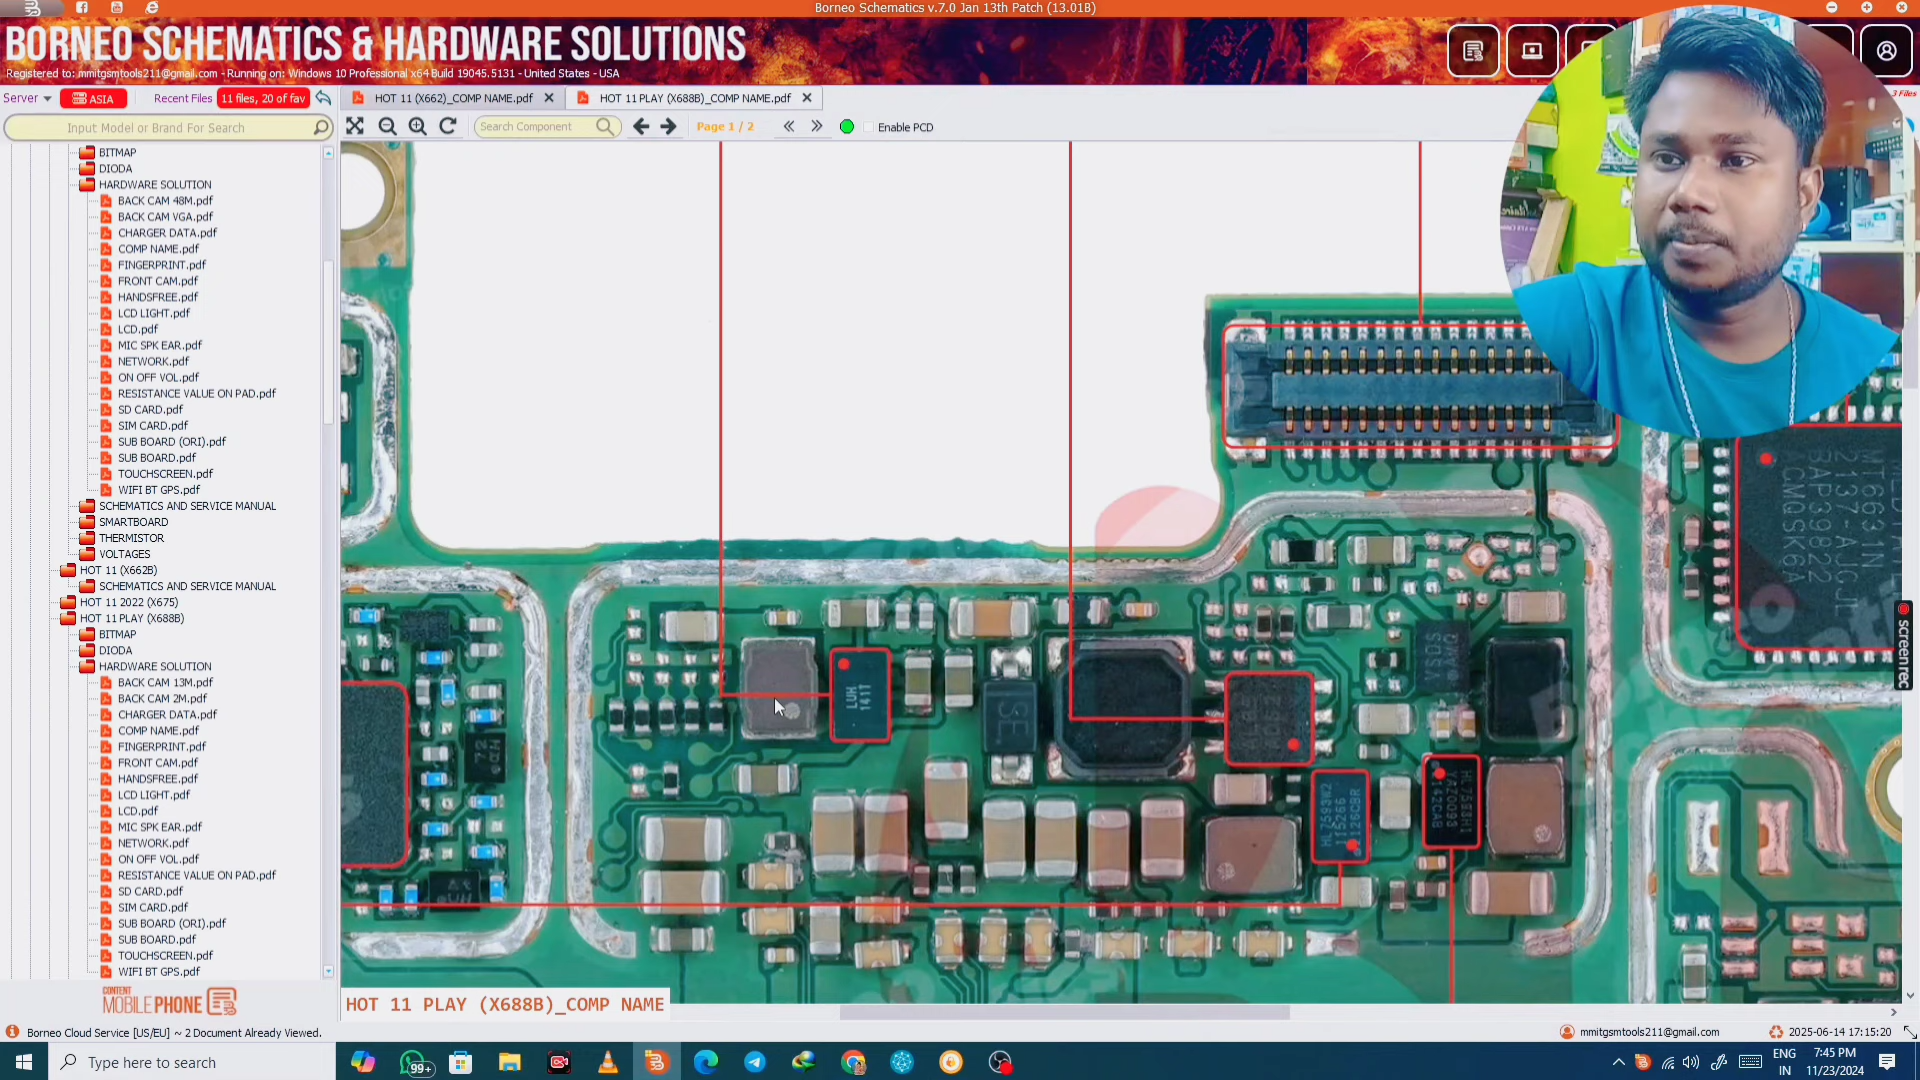 Borneo Schematics v.7.0 Jan 13th Patch (13.01B)
BORNEO SCHEMATICS & HARDWARE SOLUTIONS
Registered to: mmitgsmtools211@gmail.com - Running on: Windows 10 Professional x64 Build 19045.5131 - United States - USA
Server
ASIA
Recent Files
11 files, 20 of fav
HOT 11 (X662)_COMP NAME.pdf
HOT 11 PLAY (X688B)_COMP NAME.pdf
3 Files
Input Model or Brand For Search
Search Component
Page 1 / 2
Enable PCD
BITMAP
DIODA
HARDWARE SOLUTION
BACK CAM 48M.pdf
BACK CAM VGA.pdf
CHARGER DATA.pdf
COMP NAME.pdf
FINGERPRINT.pdf
FRONT CAM.pdf
HANDSFREE.pdf
LCD LIGHT.pdf
LCD.pdf
MIC SPK EAR.pdf
NETWORK.pdf
ON OFF VOL.pdf
RESISTANCE VALUE ON PAD.pdf
SD CARD.pdf
SIM CARD.pdf
SUB BOARD (ORI).pdf
SUB BOARD.pdf
TOUCHSCREEN.pdf
WIFI BT GPS.pdf
SCHEMATICS AND SERVICE MANUAL
SMARTBOARD
THERMISTOR
VOLTAGES
HOT 11 (X662B)
SCHEMATICS AND SERVICE MANUAL
HOT 11 2022 (X675)
HOT 11 PLAY (X688B)
BITMAP
DIODA
HARDWARE SOLUTION
BACK CAM 13M.pdf
BACK CAM 2M.pdf
CHARGER DATA.pdf
COMP NAME.pdf
FINGERPRINT.pdf
FRONT CAM.pdf
HANDSFREE.pdf
LCD LIGHT.pdf
LCD.pdf
MIC SPK EAR.pdf
NETWORK.pdf
ON OFF VOL.pdf
RESISTANCE VALUE ON PAD.pdf
SD CARD.pdf
SIM CARD.pdf
SUB BOARD (ORI).pdf
SUB BOARD.pdf
TOUCHSCREEN.pdf
WIFI BT GPS.pdf
LUH
141T
screenrec
CONTENT
MOBILE PHONE
HOT 11 PLAY (X688B)_COMP NAME
Borneo Cloud Service [US/EU] ~ 2 Document Already Viewed.
mmitgsmtools211@gmail.com
2025-06-14 17:15:20
Type here to search
99+
ENG
IN
7:45 PM
11/23/2024